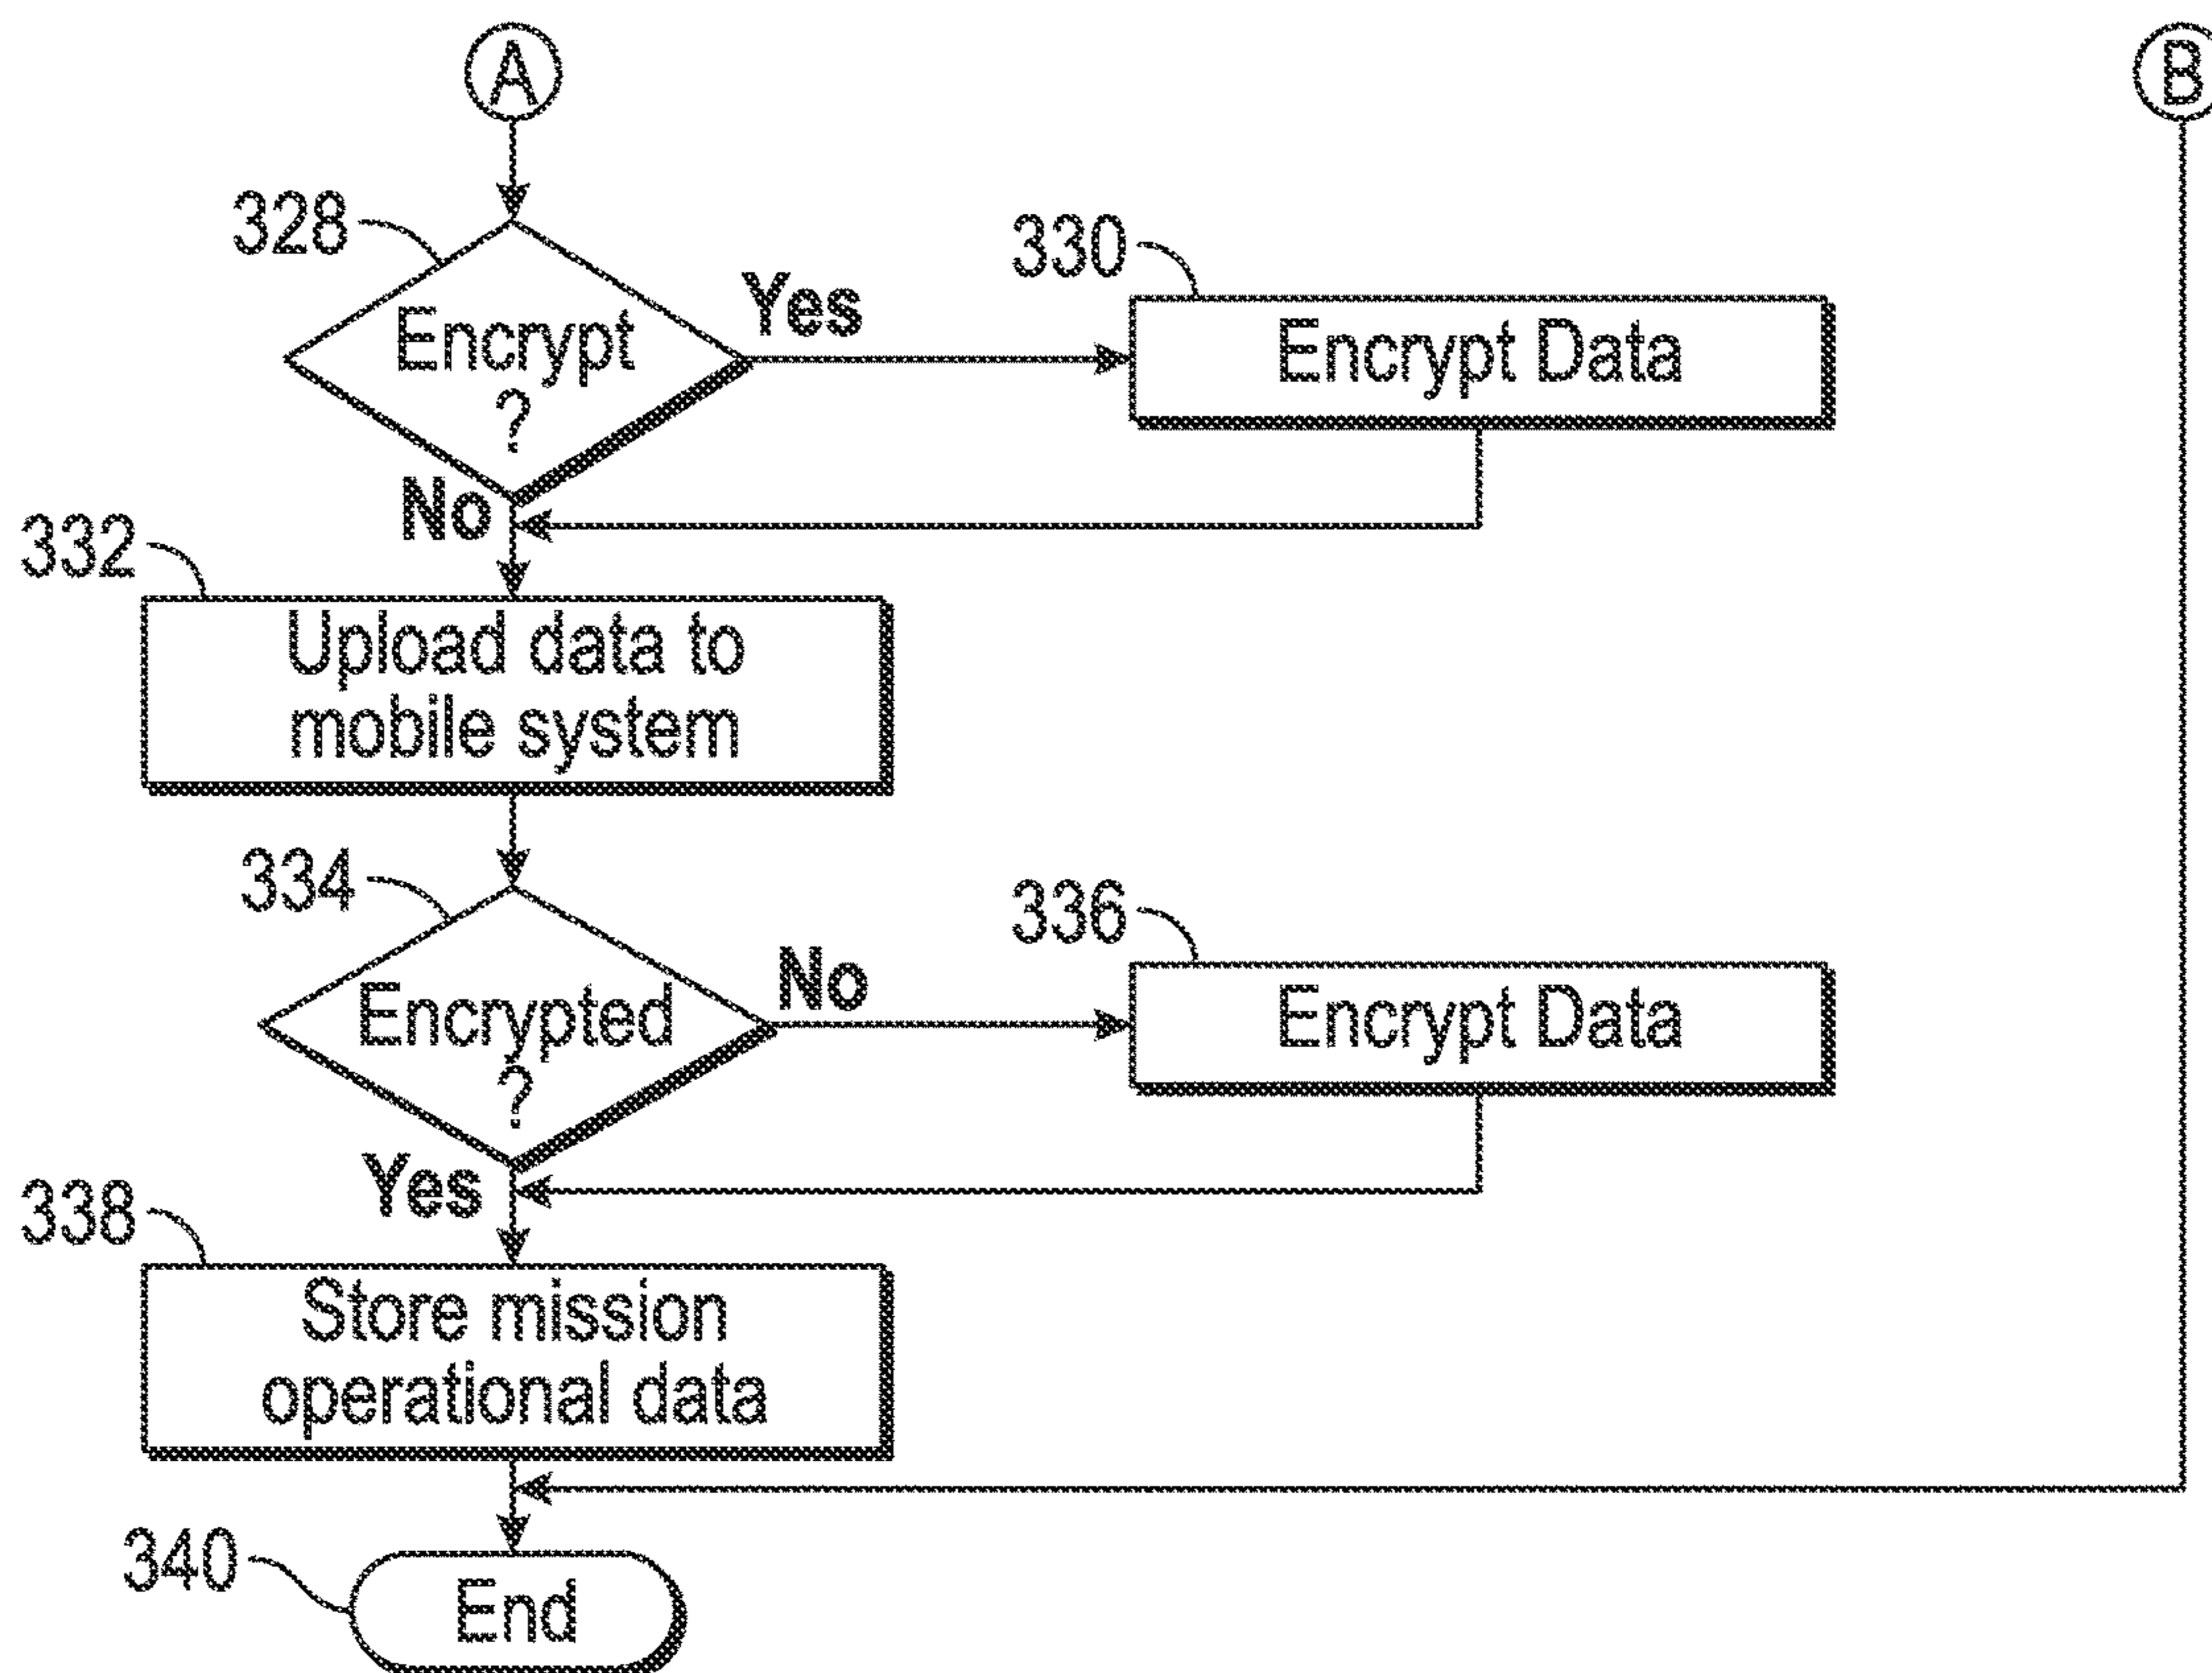 A
B
328
Encrypt
?
Yes
330
Encrypt Data
No
332
Upload data to
mobile system
334
Encrypted
?
No
336
Encrypt Data
Yes
338
Store mission
operational data
340
End